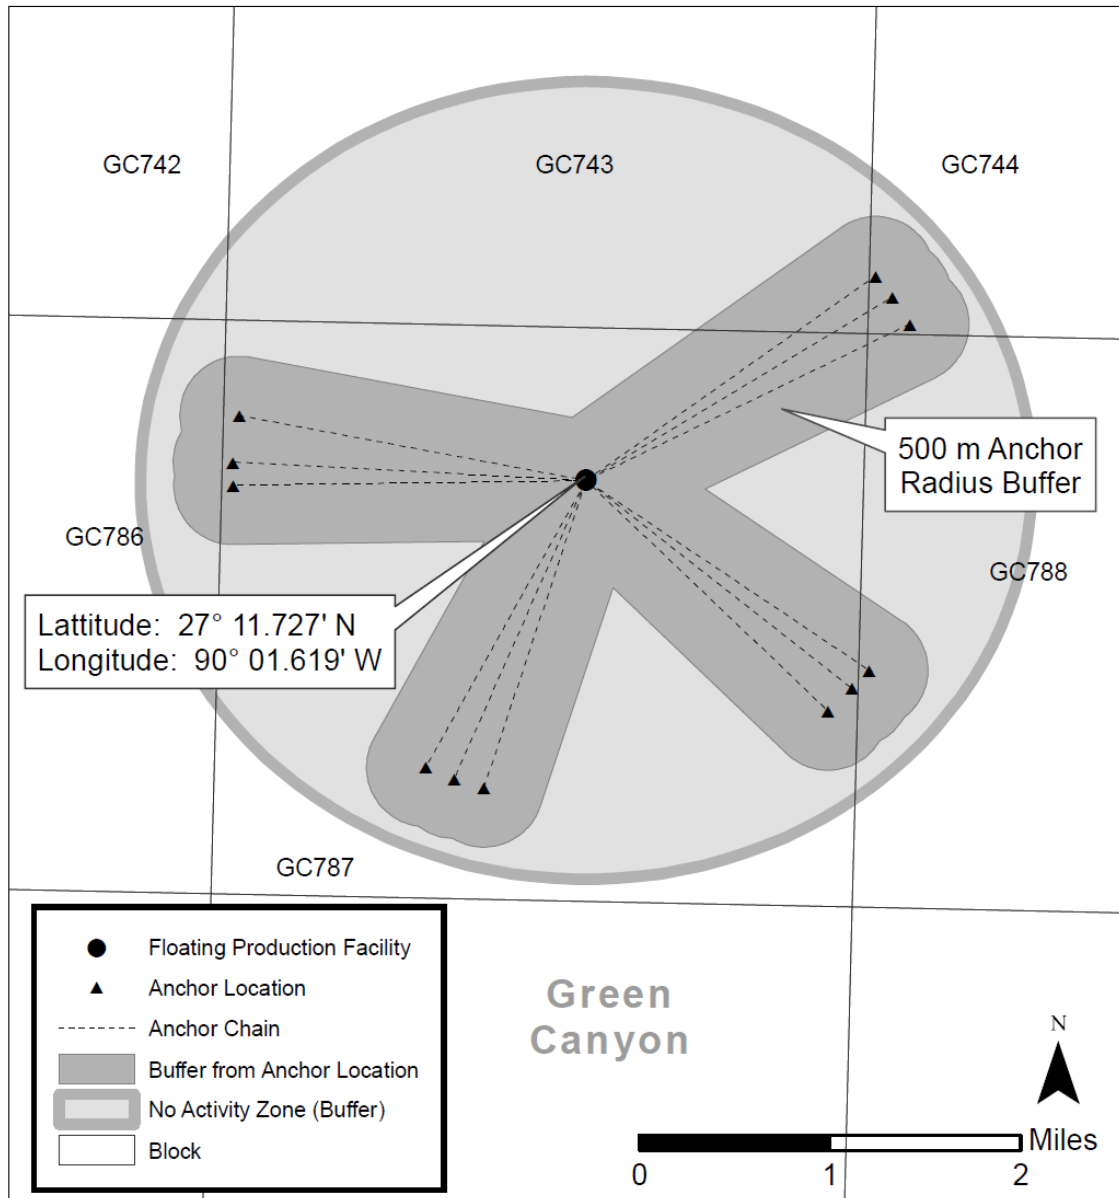 GC742
GC743
GC744
500 m Anchor
Radius Buffer
GC786
GC788
Lattitude:  27° 11.727' N
Longitude:  90° 01.619' W
GC787
Floating Production Facility
Anchor Location
Anchor Chain
Buffer from Anchor Location
No Activity Zone (Buffer)
Block
Green
Canyon
N
Miles
0
1
2